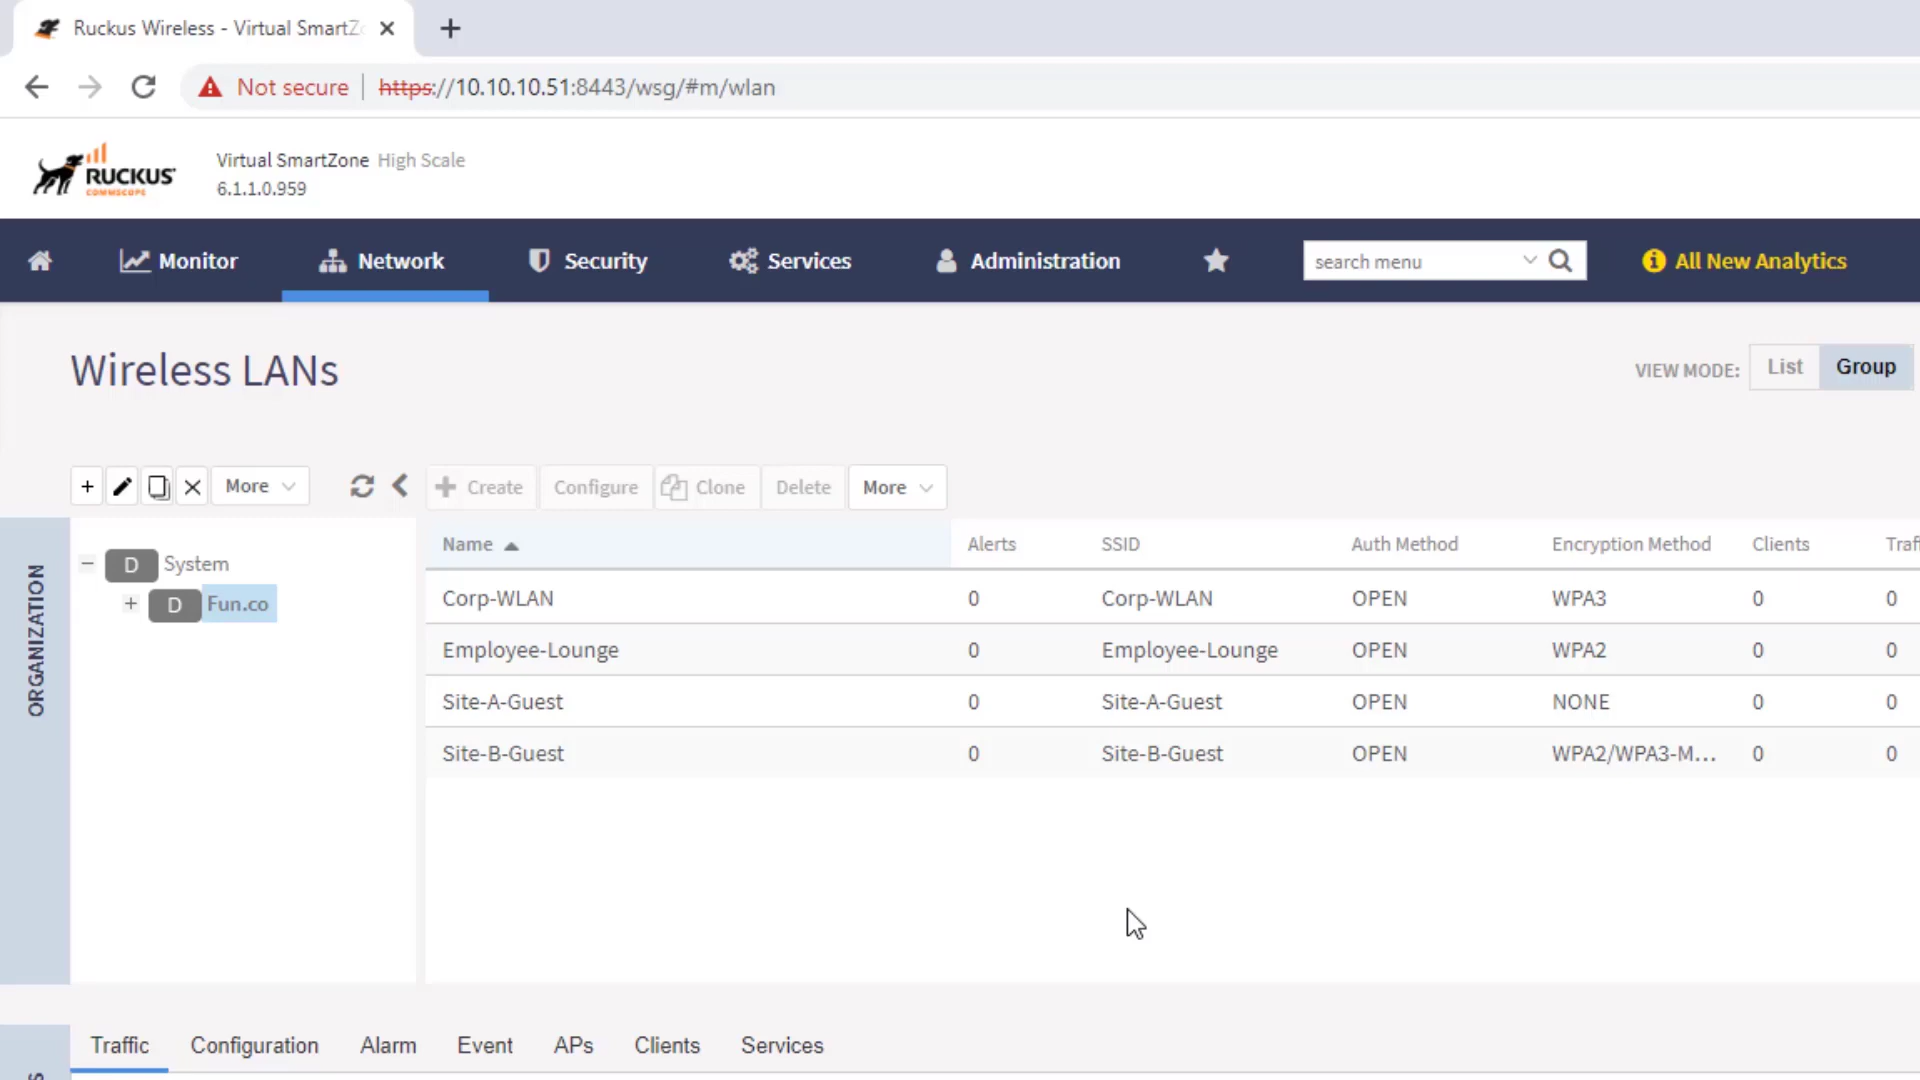 Ruckus Wireless - Virtual SmartZ
Not secure https://10.10.10.51:8443/wsg/#m/wlan
RUCKUS
COMMSCOPE
Virtual SmartZone High Scale
6.1.1.0.959
Monitor Network Security Services Administration search menu All New Analytics
Wireless LANs
VIEW MODE: List Group
More Create Configure Clone Delete More
ORGANIZATION
D System
D Fun.co
Name Alerts SSID Auth Method Encryption Method Clients Traf
Corp-WLAN 0 Corp-WLAN OPEN WPA3 0 0
Employee-Lounge 0 Employee-Lounge OPEN WPA2 0 0
Site-A-Guest 0 Site-A-Guest OPEN NONE 0 0
Site-B-Guest 0 Site-B-Guest OPEN WPA2/WPA3-M... 0 0
Traffic Configuration Alarm Event APs Clients Services
S